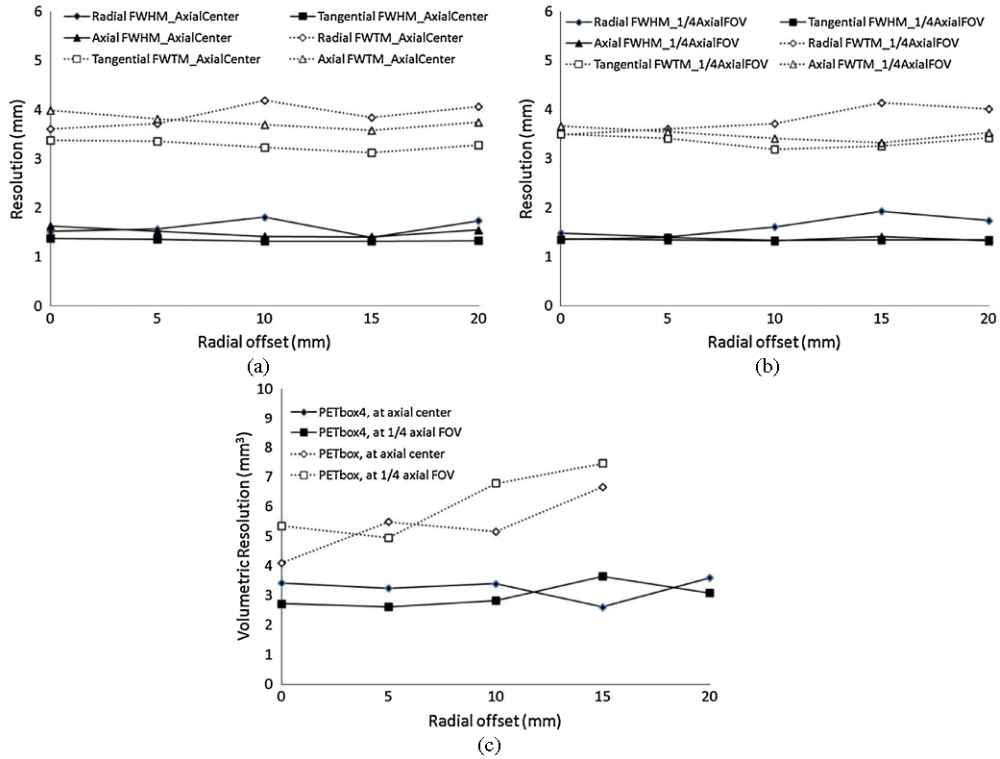 Radial FWHM_AxialCenter
Tangential FWHM_AxialCenter
Axial FWHM_AxialCenter
Radial FWTM_AxialCenter
Tangential FWTM_AxialCenter
Axial FWTM_AxialCenter
6
5
4
3
2
1
0
Resolution (mm)
0 5 10 15 20
Radial offset (mm)
(a)
Radial FWHM_1/4AxialFOV
Tangential FWHM_1/4AxialFOV
Axial FWHM_1/4AxialFOV
Radial FWTM_1/4AxialFOV
Tangential FWTM_1/4AxialFOV
Axial FWTM_1/4AxialFOV
6
5
4
3
2
1
0
Resolution (mm)
0 5 10 15 20
Radial offset (mm)
(b)
PETbox4, at axial center
PETbox4, at 1/4 axial FOV
PETbox, at axial center
PETbox, at 1/4 axial FOV
10
9
8
7
6
5
4
3
2
1
0
Volumetric Resolution (mm³)
0 5 10 15 20
Radial offset (mm)
(c)